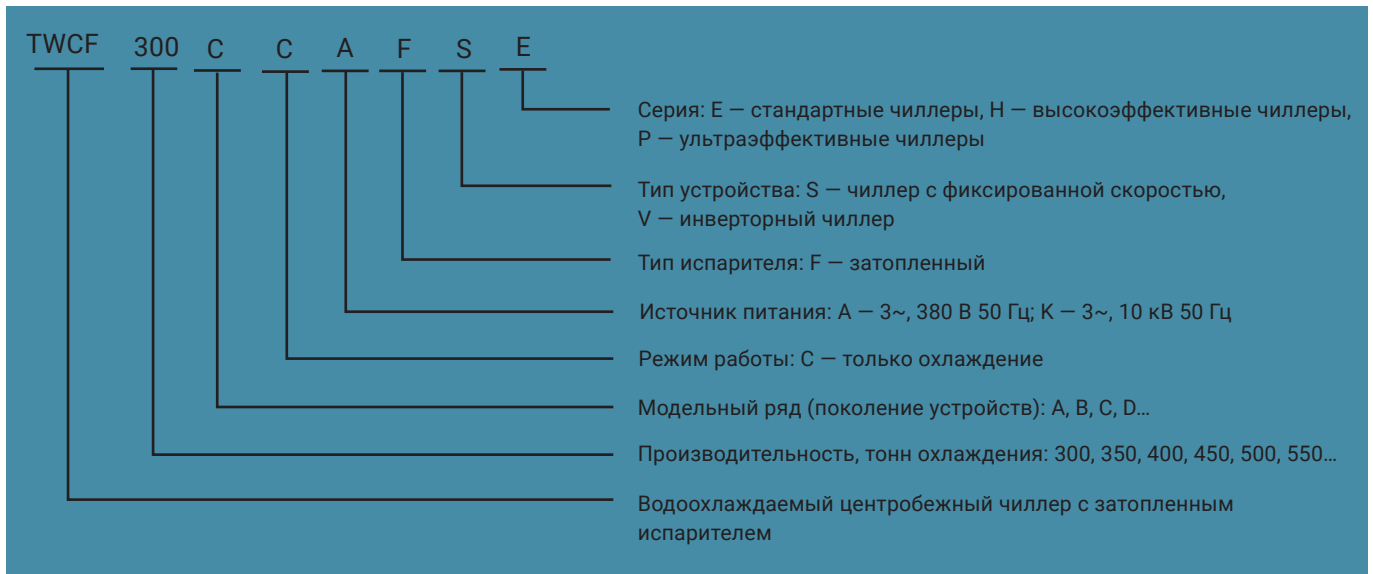 TWCF 300 C C A F S E
Серия: E — стандартные чиллеры, H — высокоэффективные чиллеры,
P — ультраэффективные чиллеры
Тип устройства: S — чиллер с фиксированной скоростью,
V — инверторный чиллер
Тип испарителя: F — затопленный
Источник питания: A — 3~, 380 В 50 Гц; K — 3~, 10 кВ 50 Гц
Режим работы: C — только охлаждение
Модельный ряд (поколение устройств): A, B, C, D…
Производительность, тонн охлаждения: 300, 350, 400, 450, 500, 550…
Водоохлаждаемый центробежный чиллер с затопленным
испарителем